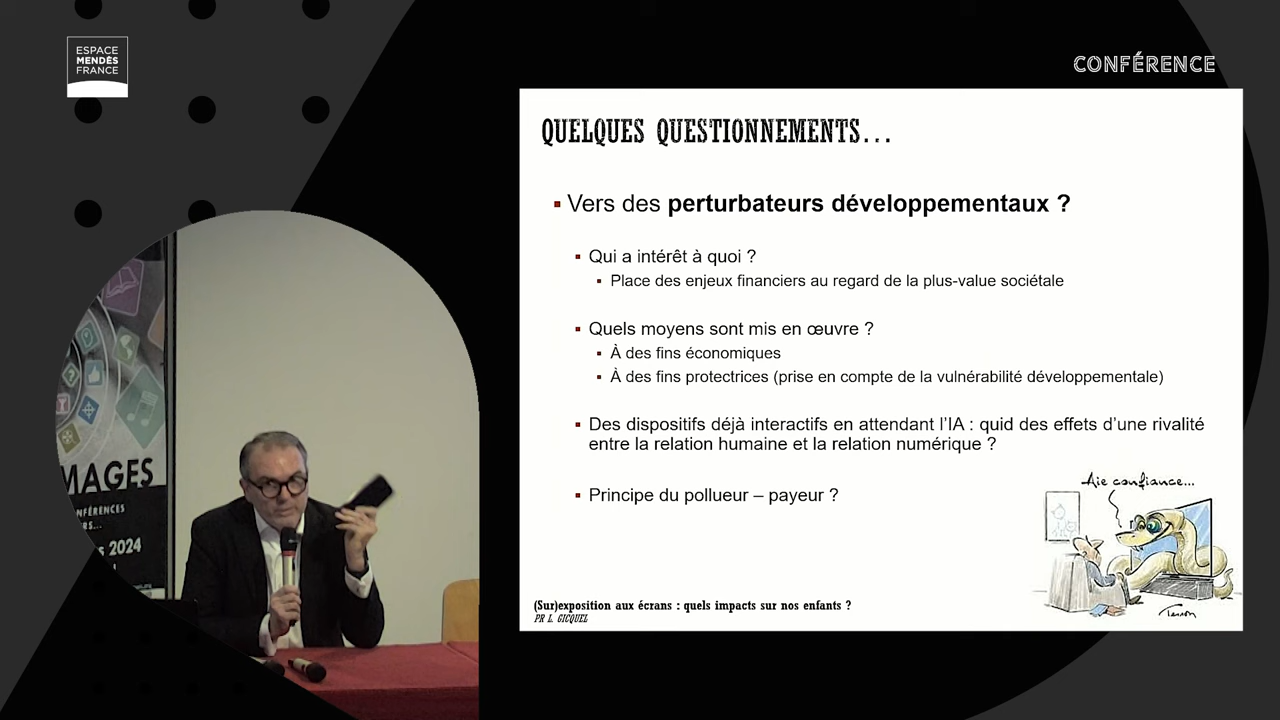 ESPACE
MENDÈS
FRANCE
CONFÉRENCE
QUELQUES QUESTIONNEMENTS...
Vers des perturbateurs développementaux ?
Qui a intérêt à quoi ?
Place des enjeux financiers au regard de la plus-value sociétale
Quels moyens sont mis en œuvre ?
À des fins économiques
À des fins protectrices (prise en compte de la vulnérabilité développementale)
Des dispositifs déjà interactifs en attendant l'IA : quid des effets d'une rivalité
entre la relation humaine et la relation numérique ?
Principe du pollueur – payeur ?
Aie confiance...
(Sur)exposition aux écrans : quels impacts sur nos enfants ?
PR L. GICQUEL
MAGES
NFÉRENCES
2024